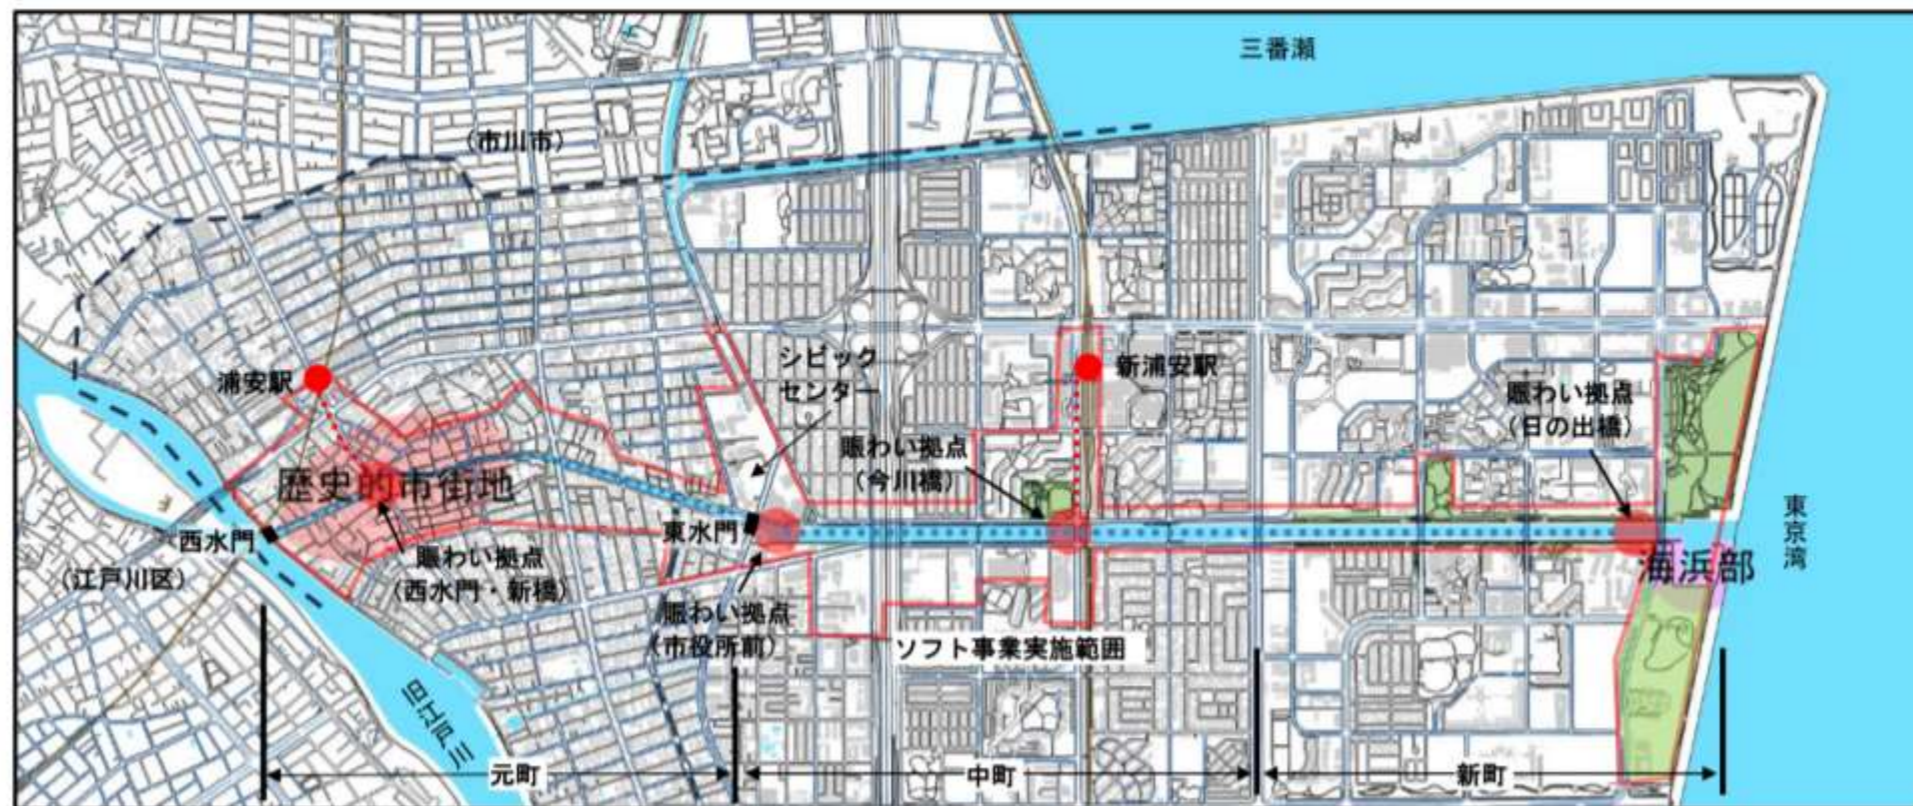 三番瀬
(市川市)
浦安駅
シビック
センター
新浦安駅
賑わい拠点
(日の出橋)
賑わい拠点
(今川橋)
歴史的市街地
西水門
東水門
東京湾
賑わい拠点
(西水門・新橋)
(江戸川区)
海浜部
賑わい拠点
(市役所前)
ソフト事業実施範囲
旧江戸川
元町
中町
新町